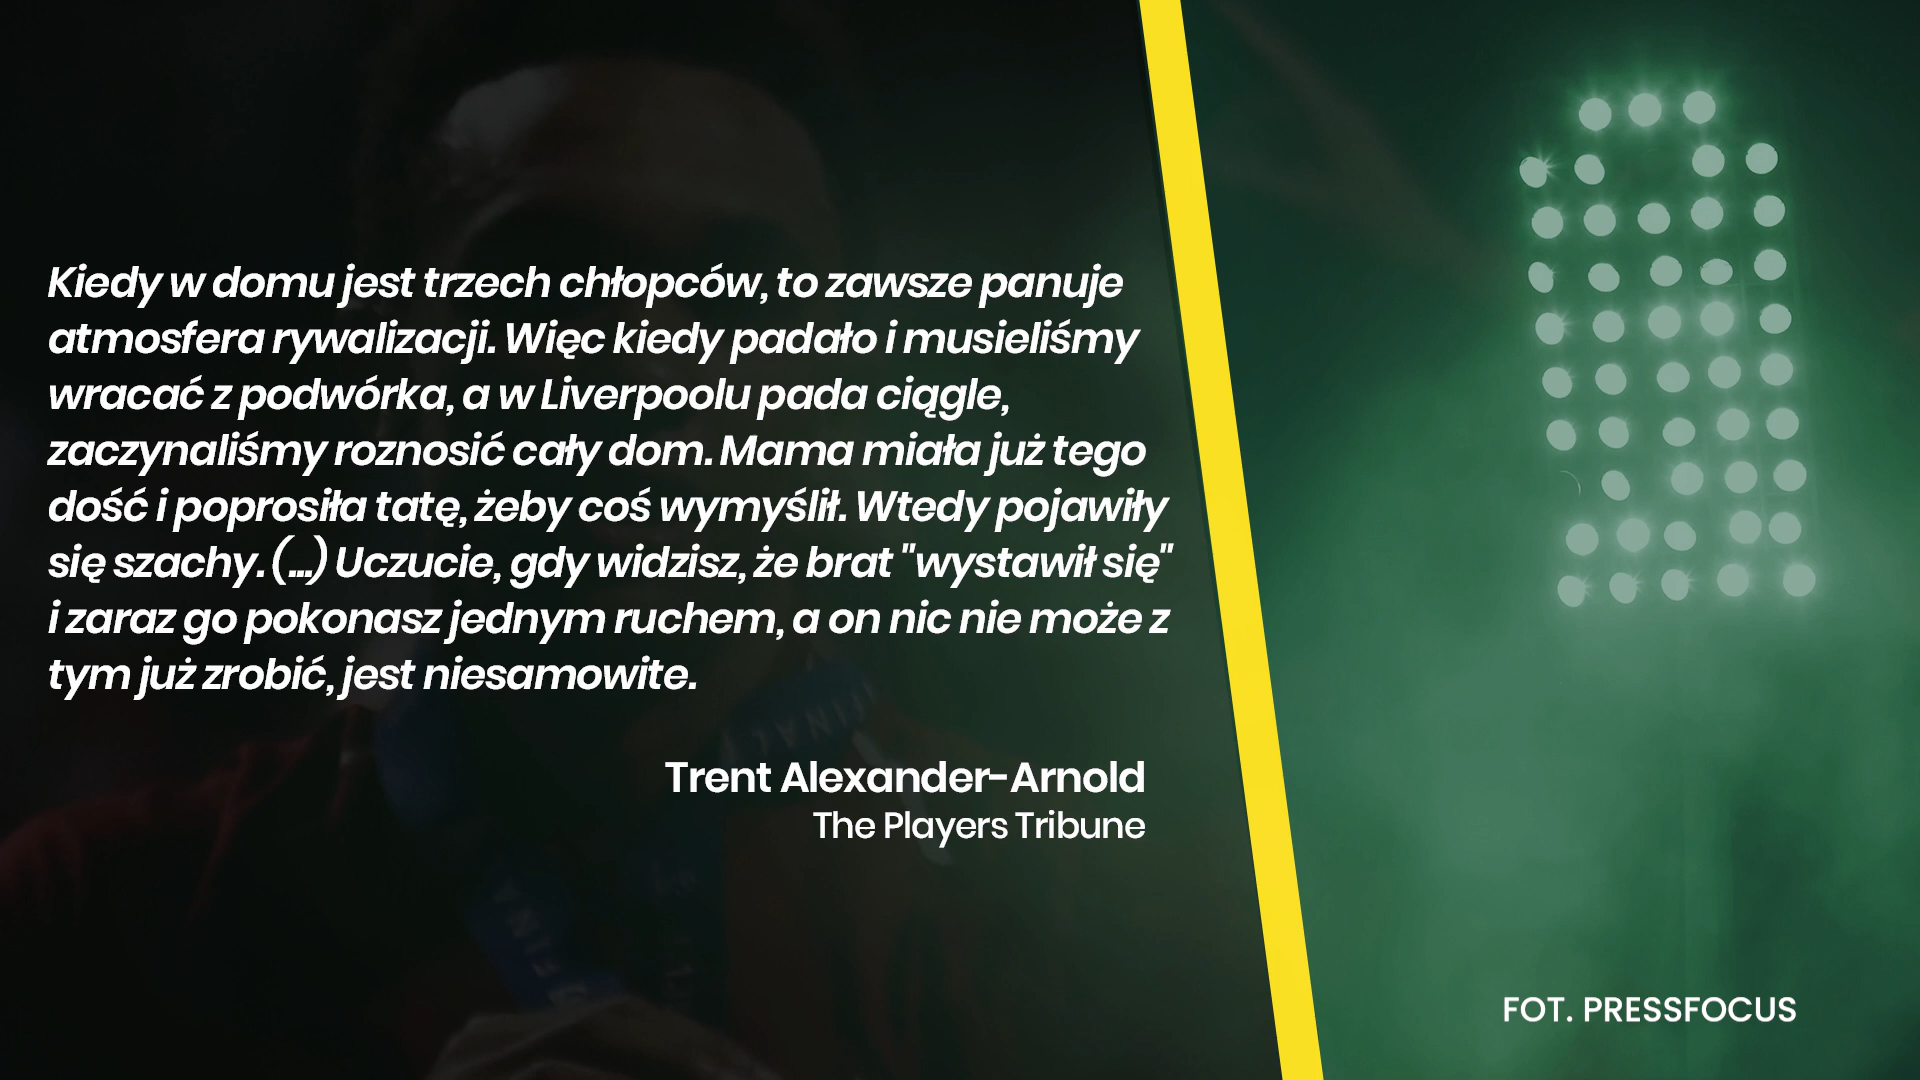 Kiedy w domu jest trzech chłopców, to zawsze panuje
atmosfera rywalizacji. Więc kiedy padało i musieliśmy
wracać z podwórka, a w Liverpoolu pada ciągle,
zaczynaliśmy roznosić cały dom. Mama miała już tego
dość i poprosiła tatę, żeby coś wymyślił. Wtedy pojawiły
się szachy. (...) Uczucie, gdy widzisz, że brat "wystawił się"
i zaraz go pokonasz jednym ruchem, a on nic nie może z
tym już zrobić, jest niesamowite.
Trent Alexander-Arnold
The Players Tribune
FOT. PRESSFOCUS